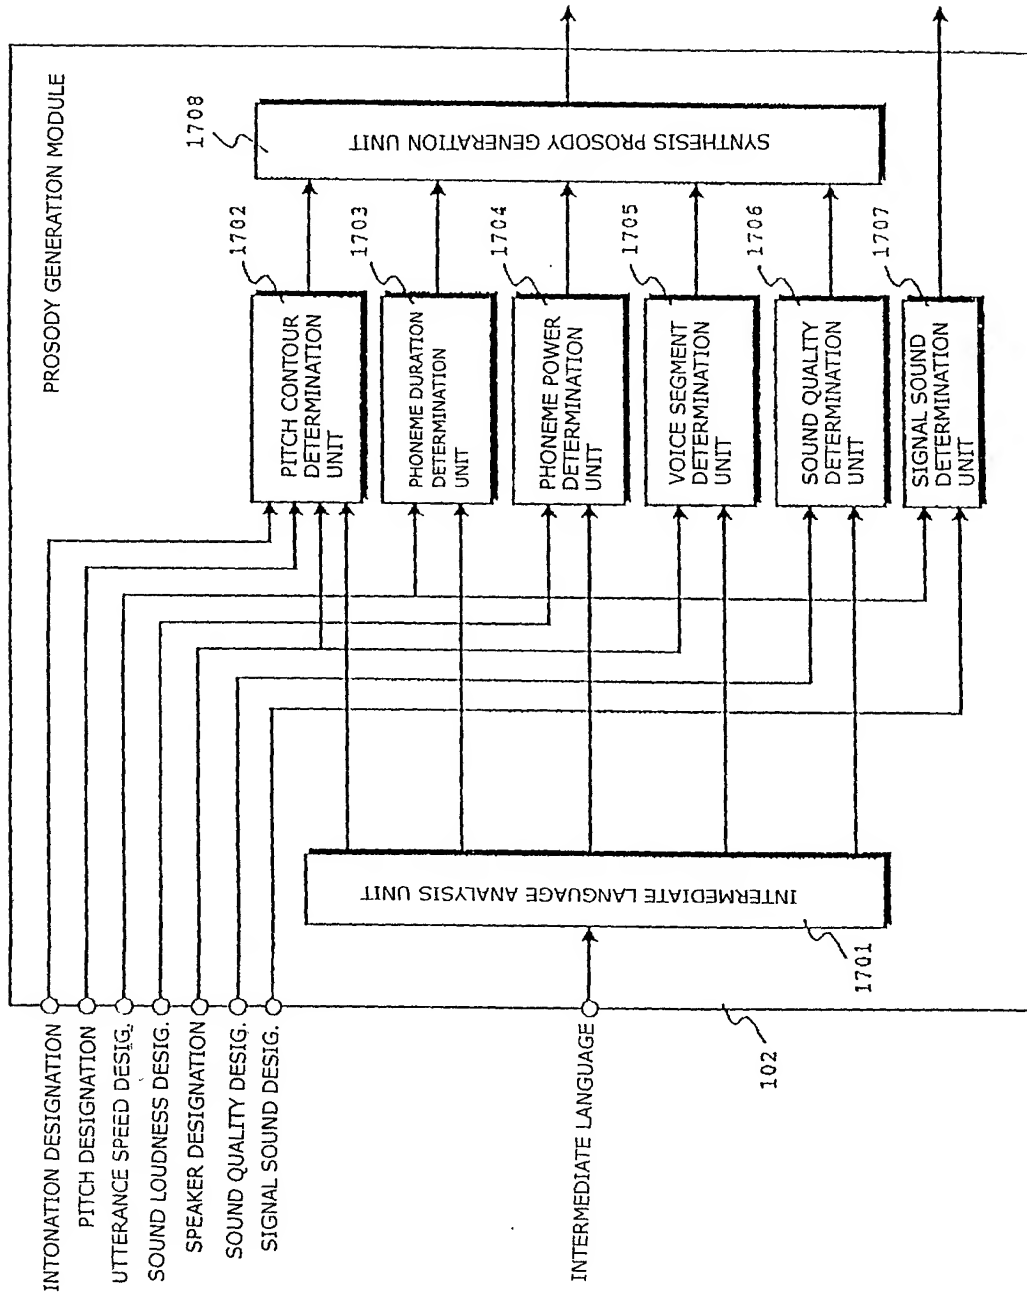 PROSODY GENERATION MODULE
INTONATION DESIGNATION
PITCH DESIGNATION
UTTERANCE SPEED DESIG.
SOUND LOUDNESS DESIG.
SPEAKER DESIGNATION
SOUND QUALITY DESIG.
SIGNAL SOUND DESIG.
INTERMEDIATE LANGUAGE
102
INTERMEDIATE LANGUAGE ANALYSIS UNIT
1701
PITCH CONTOUR
DETERMINATION
UNIT
1702
PHONEME DURATION
DETERMINATION
UNIT
1703
PHONEME POWER
DETERMINATION
UNIT
1704
VOICE SEGMENT
DETERMINATION
UNIT
1705
SOUND QUALITY
DETERMINATION
UNIT
1706
SIGNAL SOUND
DETERMINATION
UNIT
1707
SYNTHESIS PROSODY GENERATION UNIT
1708